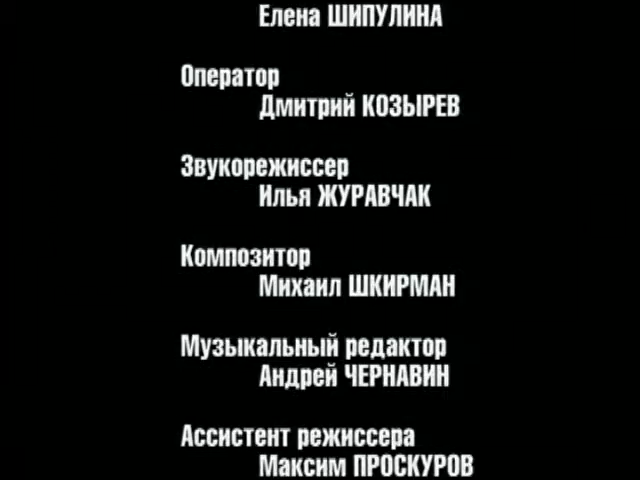 Елена ШИПУЛИНА
Оператор
Дмитрий КОЗЫРЕВ
Звукорежиссер
Илья ЖУРАВЧАК
Композитор
Михаил ШКИРМАН
Музыкальный редактор
Андрей ЧЕРНАВИН
Ассистент режиссера
Максим ПРОСКУРОВ